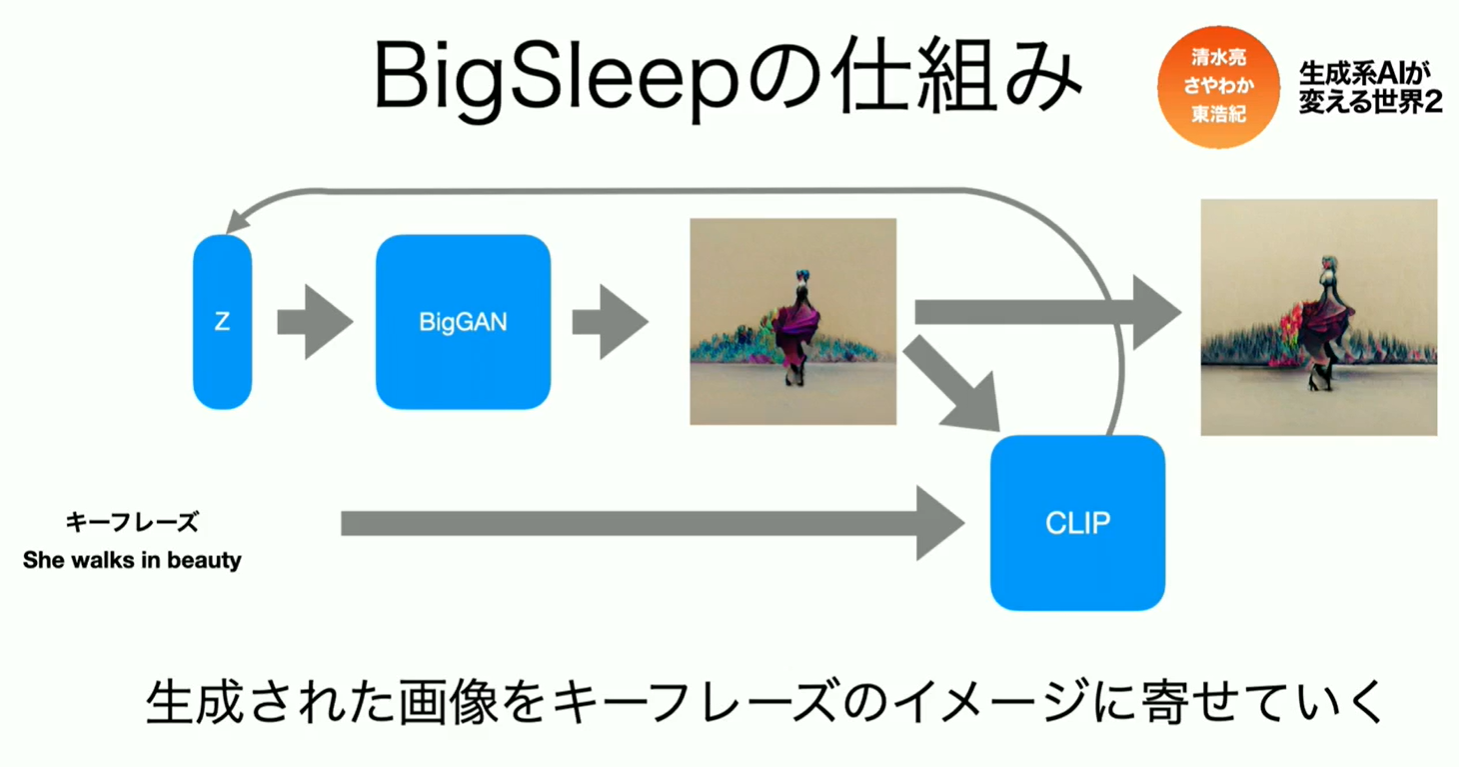 BigSleepの仕組み
清水亮
さやわか
東浩紀
生成系AIが
変える世界2
Z
BigGAN
CLIP
キーフレーズ
She walks in beauty
生成された画像をキーフレーズのイメージに寄せていく